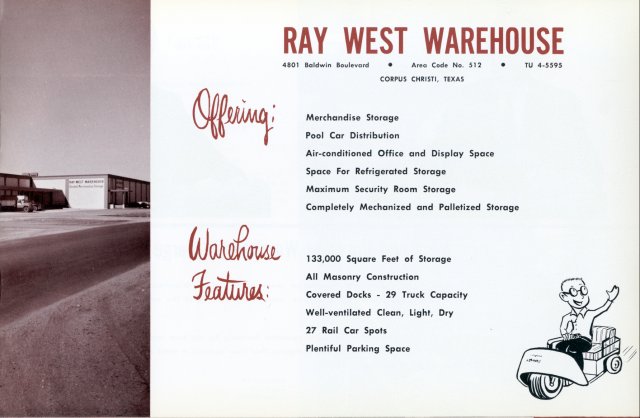 RAY WEST WAREHOUSE
4801 Baldwin Boulevard • Area Code No. 512 • TU 4-5595
CORPUS CHRISTI, TEXAS
Offering:
Merchandise Storage
Pool Car Distribution
Air-conditioned Office and Display Space
Space For Refrigerated Storage
Maximum Security Room Storage
Completely Mechanized and Palletized Storage
RAY WEST WAREHOUSE
Warehouse
Features:
133,000 Square Feet of Storage
All Masonry Construction
Covered Docks - 29 Truck Capacity
Well-ventilated Clean, Light, Dry
27 Rail Car Spots
Plentiful Parking Space